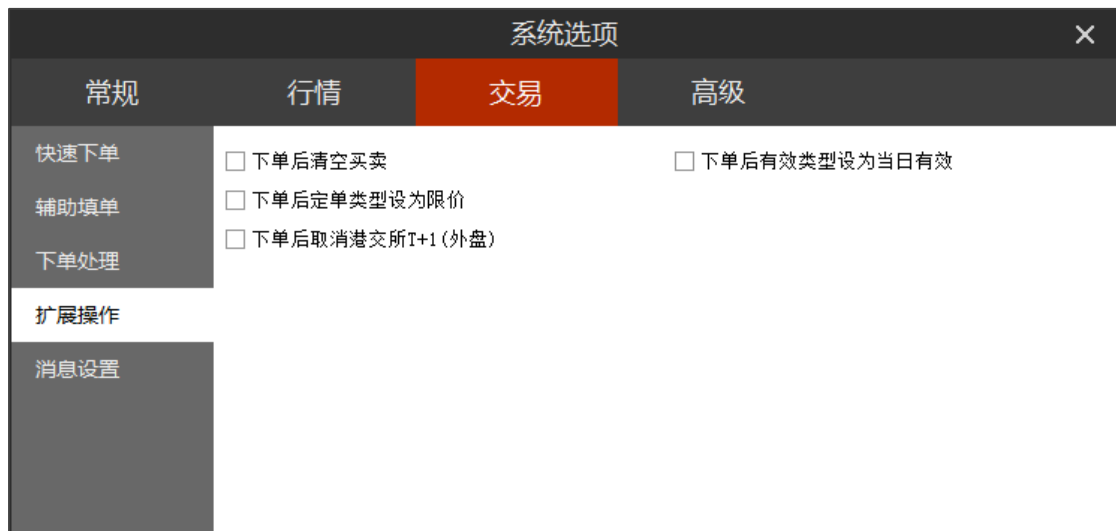 系统选项
常规 行情 交易 高级
快速下单
辅助填单
下单处理
扩展操作
消息设置
下单后清空买卖 下单后有效类型设为当日有效
下单后定单类型设为限价
下单后取消港交所T+1(外盘)